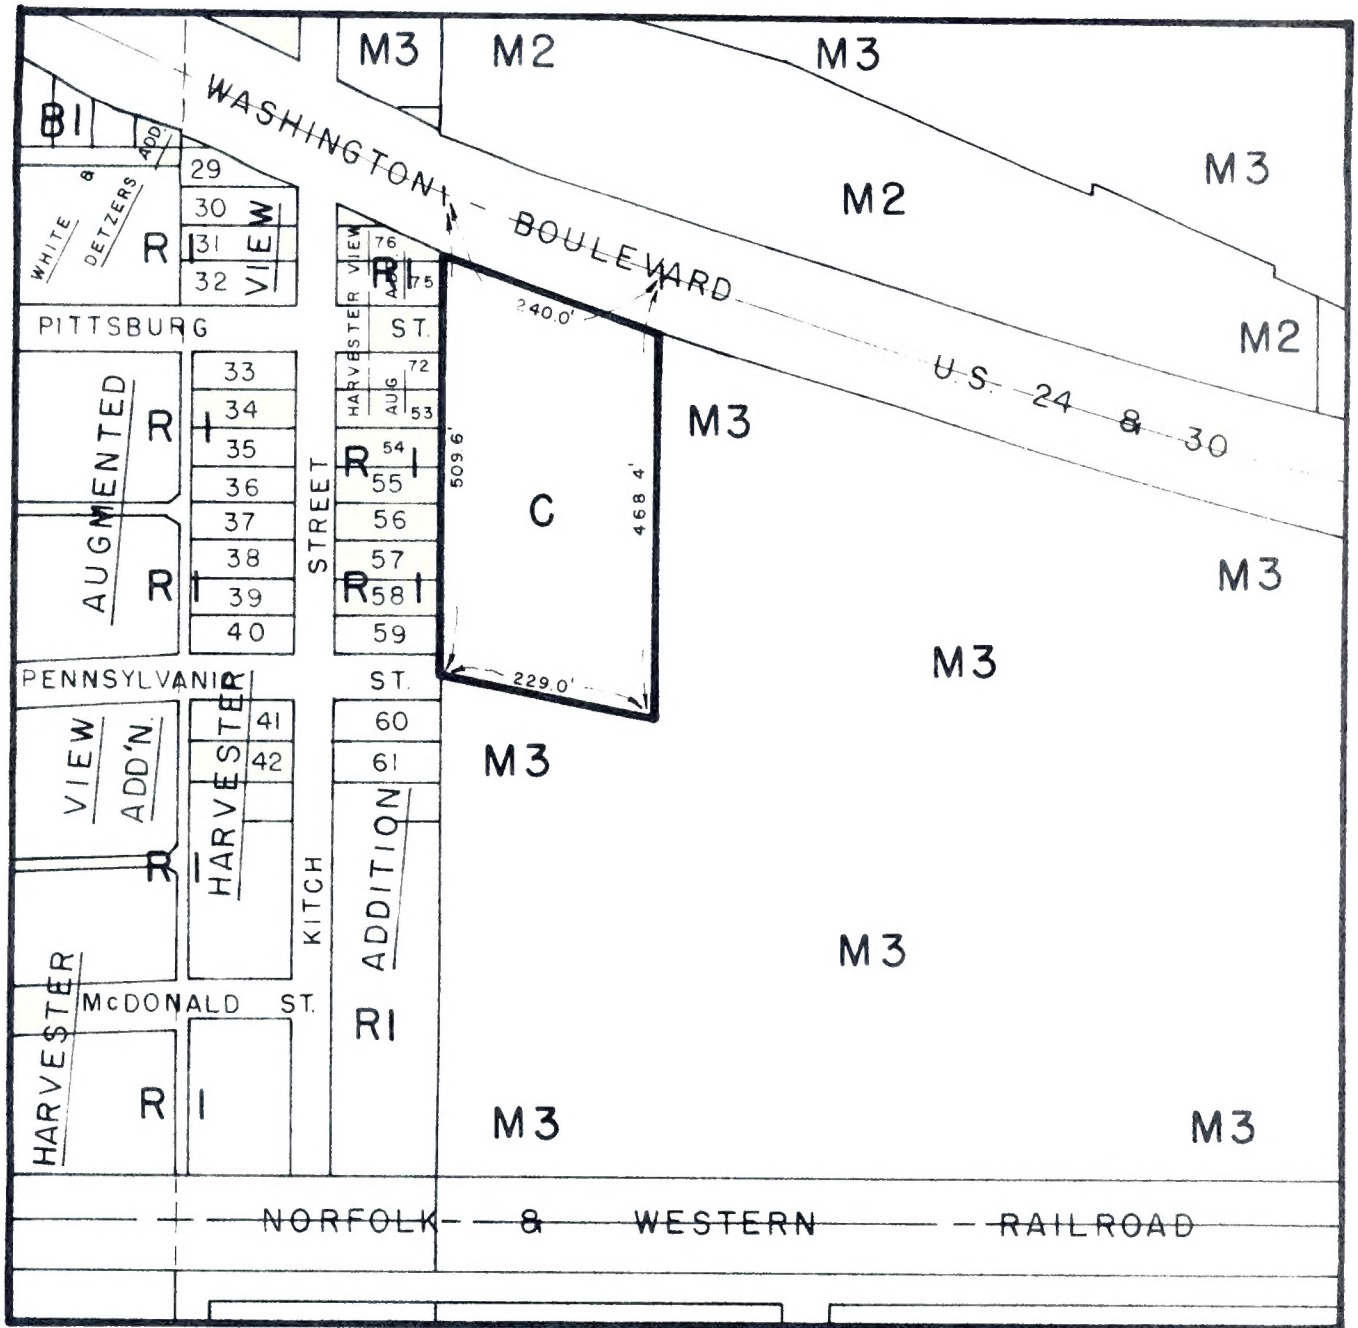 M3
M2
M3
WASHINGTON BOULEVARD
U.S. 24 & 30
B1
M3
M2
M2
WHITE &
DETZERS
ADD.
R1
29
30
31
32
VIEW
HARVESTER VIEW
AUG
76
R1
75
240.0'
PITTSBURG ST.
AUGMENTED
R1
33
34
35
36
37
38
39
40
R1
STREET
72
53
54
R1
55
56
57
R1
58
59
509.6'
C
468.4'
229.0'
M3
M3
M3
PENNSYLVANIA ST.
VIEW
ADD'N.
HARVESTER
41
42
60
61
M3
R1
KITCH
ADDITION
M3
HARVESTER
McDONALD ST.
R1
R1
M3
M3
NORFOLK & WESTERN RAILROAD